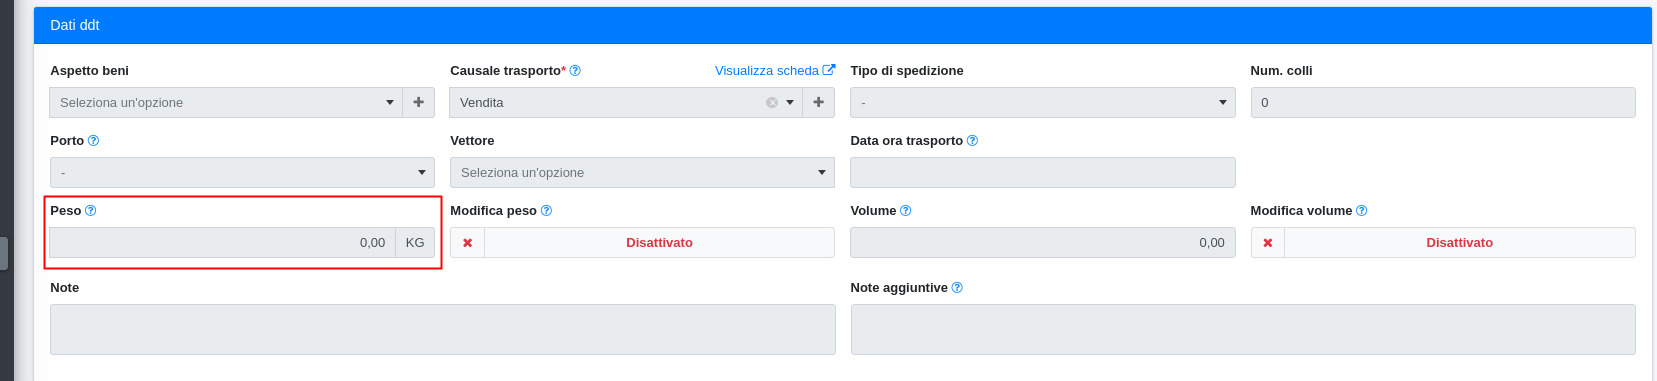 Dati ddt
Aspetto beni
Causale trasporto*
Visualizza scheda
Tipo di spedizione
Num. colli
Seleziona un'opzione
Vendita
-
0
Porto
Vettore
Data ora trasporto
-
Seleziona un'opzione
Peso
Modifica peso
Volume
Modifica volume
0,00 KG
Disattivato
0,00
Disattivato
Note
Note aggiuntive